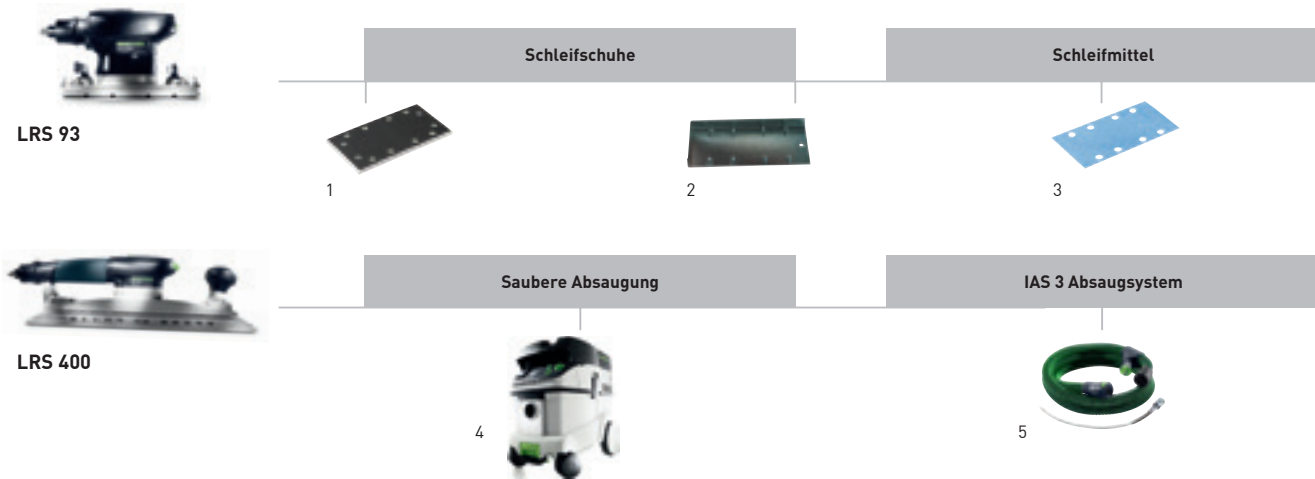 Schleifschuhe
Schleifmittel
LRS 93
1
2
3
Saubere Absaugung
IAS 3 Absaugsystem
LRS 400
4
5